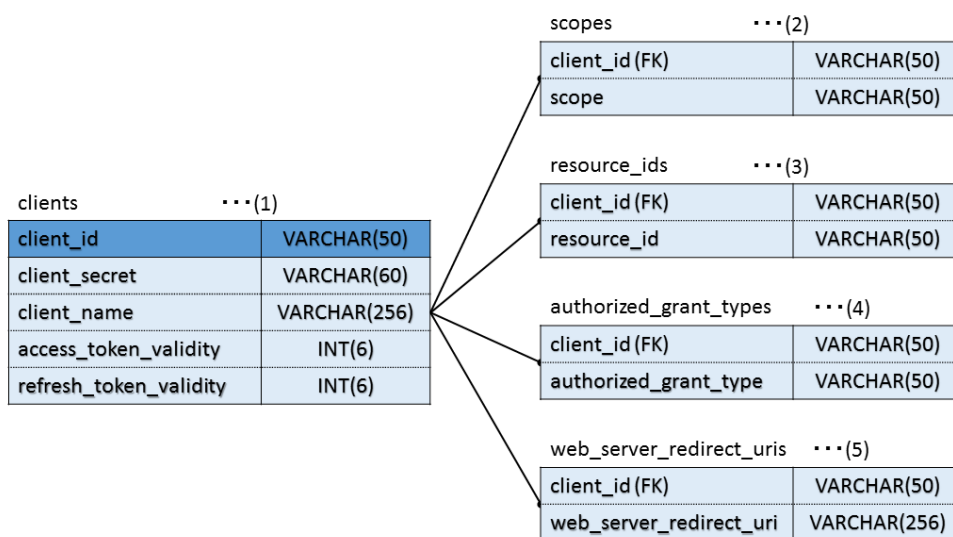 scopes ・・・(2)
client_id (FK) VARCHAR(50)
scope VARCHAR(50)
resource_ids ・・・(3)
client_id (FK) VARCHAR(50)
resource_id VARCHAR(50)
clients ・・・(1)
client_id VARCHAR(50)
client_secret VARCHAR(60)
client_name VARCHAR(256)
access_token_validity INT(6)
refresh_token_validity INT(6)
authorized_grant_types ・・・(4)
client_id (FK) VARCHAR(50)
authorized_grant_type VARCHAR(50)
web_server_redirect_uris ・・・(5)
client_id (FK) VARCHAR(50)
web_server_redirect_uri VARCHAR(256)